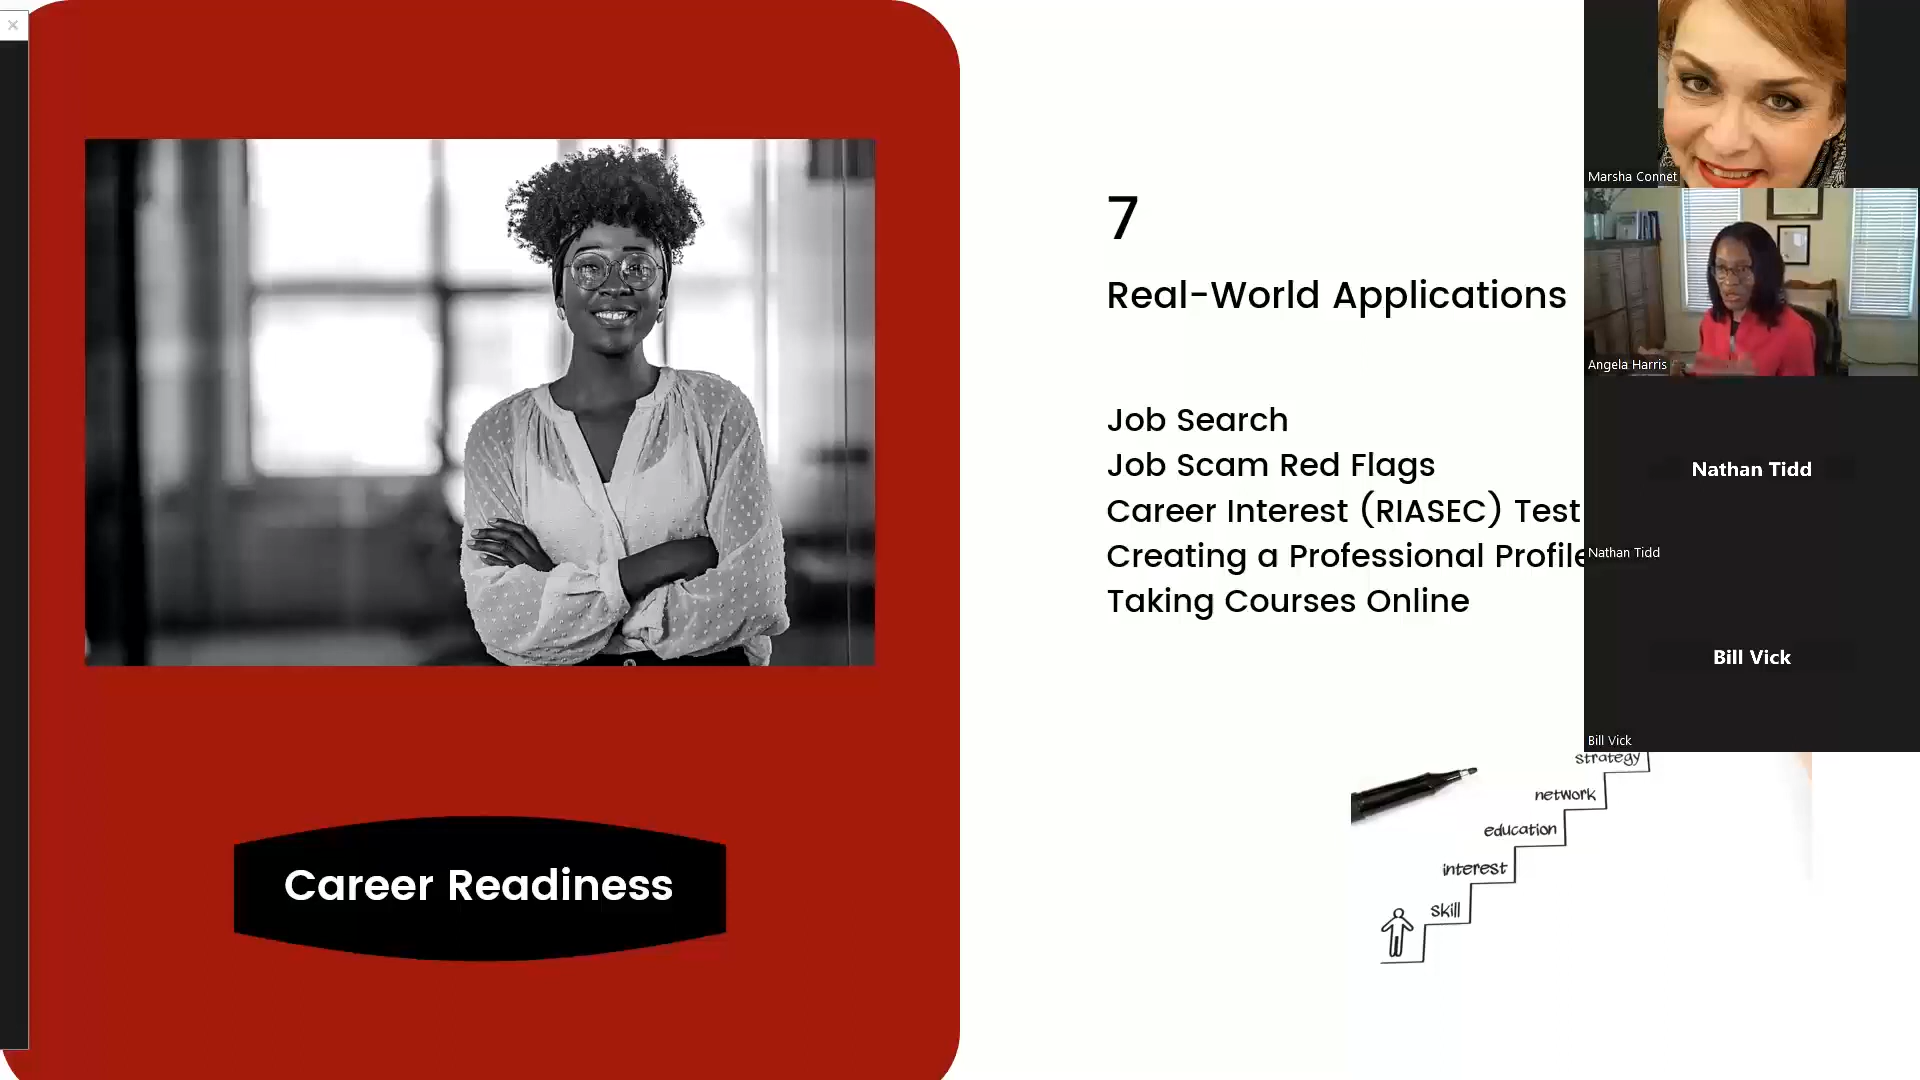 7
Real-World Applications
Job Search
Job Scam Red Flags
Career Interest (RIASEC) Test
Creating a Professional Profile
Taking Courses Online
Career Readiness
strategy
network
education
interest
skill
Marsha Connet
Angela Harris
Nathan Tidd
Nathan Tidd
Bill Vick
Bill Vick